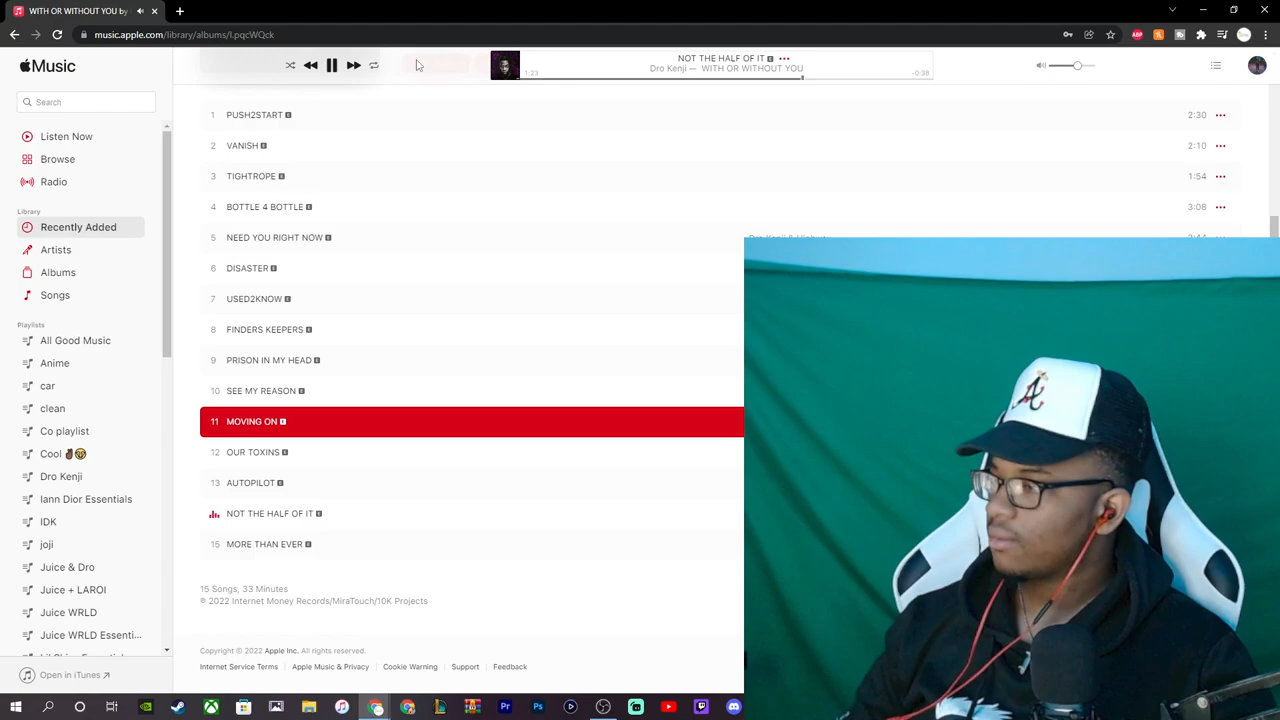 WITH OR WITHOUT YOU by
music.apple.com/library/albums/l.pqcWQck
Music
NOT THE HALF OF IT E
Dro Kenji — WITH OR WITHOUT YOU
1:23
-0:38
Search
Listen Now
Browse
Radio
Library
Recently Added
Artists
Albums
Songs
Playlists
All Good Music
Anime
car
clean
Co playlist
Cool
Dro Kenji
Iann Dior Essentials
IDK
joji
Juice & Dro
Juice + LAROI
Juice WRLD
Juice WRLD Essenti...
Open in iTunes
1 PUSH2START E 2:30
2 VANISH E 2:10
3 TIGHTROPE E 1:54
4 BOTTLE 4 BOTTLE E 3:08
5 NEED YOU RIGHT NOW E
6 DISASTER E
7 USED2KNOW E
8 FINDERS KEEPERS E
9 PRISON IN MY HEAD E
10 SEE MY REASON E
11 MOVING ON E
12 OUR TOXINS E
13 AUTOPILOT E
NOT THE HALF OF IT E
15 MORE THAN EVER E
15 Songs, 33 Minutes
℗ 2022 Internet Money Records/MiraTouch/10K Projects
Copyright © 2022 Apple Inc. All rights reserved.
Internet Service Terms | Apple Music & Privacy | Cookie Warning | Support | Feedback
A